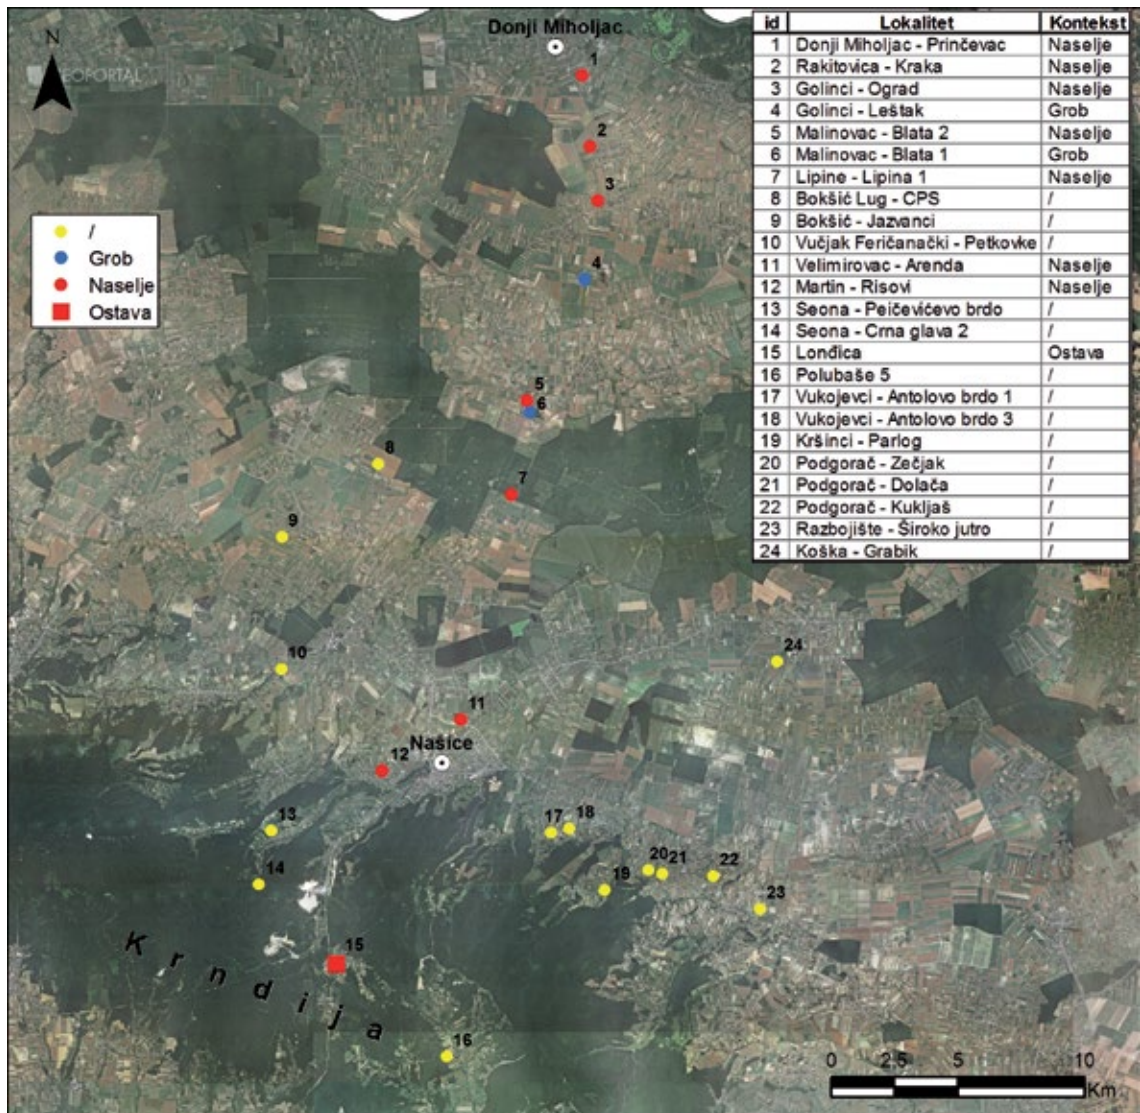 Donji Miholjac
N
GEOPORTAL
id Lokalitet Kontekst
1 Donji Miholjac - Prinčevac Naselje
2 Rakitovica - Kraka Naselje
3 Golinci - Ograd Naselje
4 Golinci - Leštak Grob
5 Malinovac - Blata 2 Naselje
6 Malinovac - Blata 1 Grob
7 Lipine - Lipina 1 Naselje
8 Bokšić Lug - CPS /
9 Bokšić - Jazvanci /
10 Vučjak Feričanački - Petkovke /
11 Velimirovac - Arenda Naselje
12 Martin - Risovi Naselje
13 Seona - Peičevićevo brdo /
14 Seona - Crna glava 2 /
15 Lonđica Ostava
16 Polubaše 5 /
17 Vukojevci - Antolovo brdo 1 /
18 Vukojevci - Antolovo brdo 3 /
19 Kršinci - Parlog /
20 Podgorač - Zečjak /
21 Podgorač - Dolača /
22 Podgorač - Kukljaš /
23 Razbojište - Široko jutro /
24 Koška - Grabik /
/
Grob
Naselje
Ostava
1
2
3
4
5
6
7
8
9
10
24
11
Našice
12
13
17 18
14
19 20 21 22
23
15
Krndija
16
0 2,5 5 10
Km